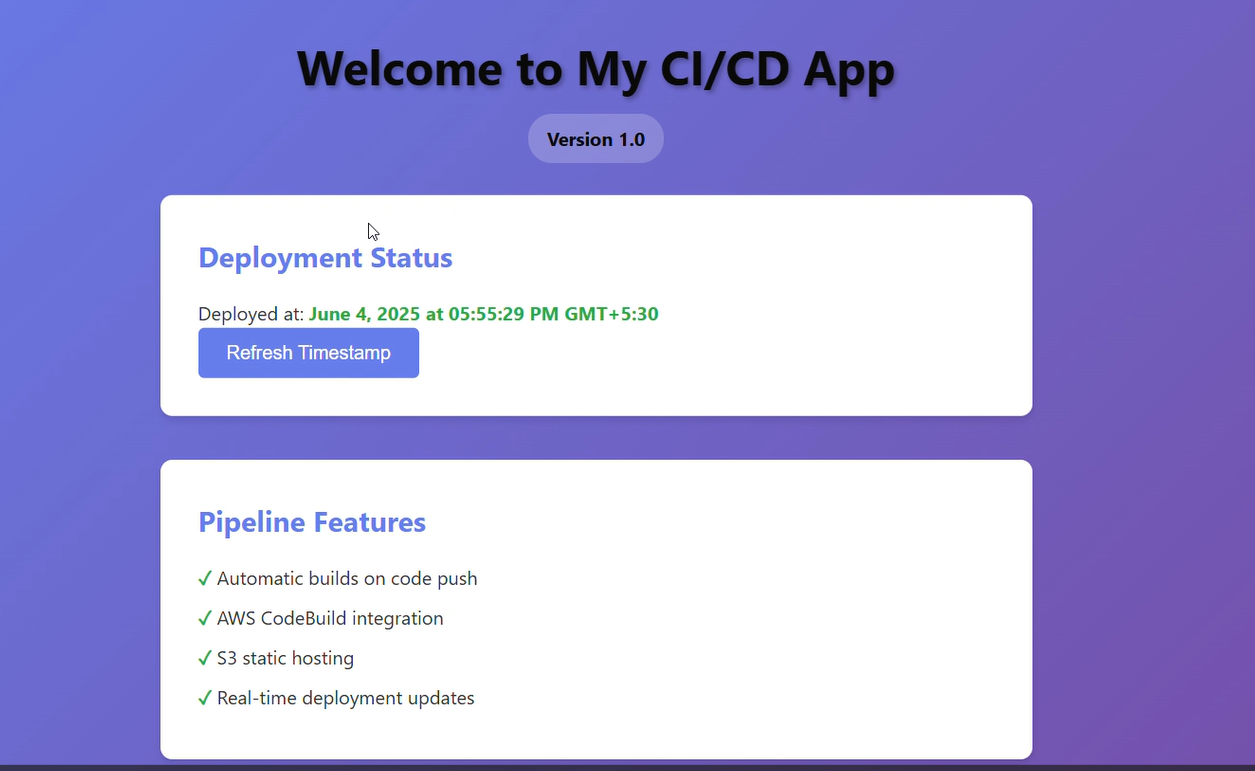 Welcome to My CI/CD App
Version 1.0
Deployment Status
Deployed at: June 4, 2025 at 05:55:29 PM GMT+5:30
Refresh Timestamp
Pipeline Features
✓ Automatic builds on code push
✓ AWS CodeBuild integration
✓ S3 static hosting
✓ Real-time deployment updates